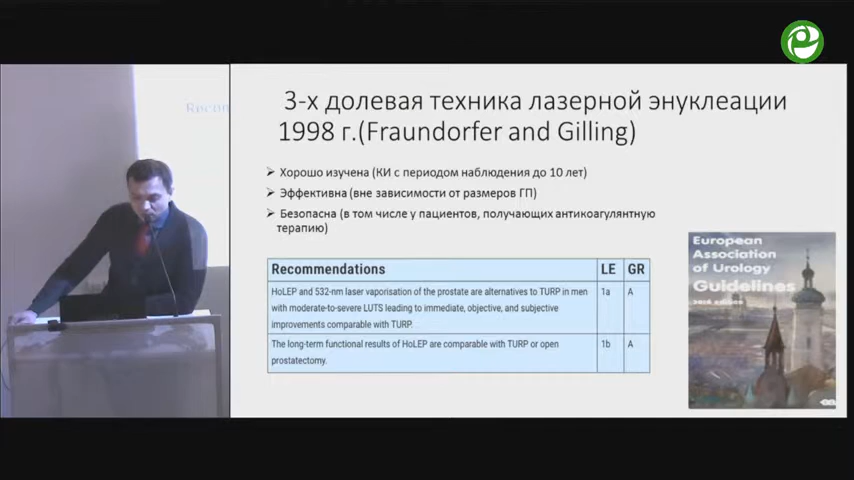 Recom
3-х долевая техника лазерной энуклеации
1998 г.(Fraundorfer and Gilling)
➢ Хорошо изучена (КИ с периодом наблюдения до 10 лет)
➢ Эффективна (вне зависимости от размеров ГП)
➢ Безопасна (в том числе у пациентов, получающих антикоагулянтную
терапию)
Recommendations LE GR
HoLEP and 532-nm laser vaporisation of the prostate are alternatives to TURP in men 1a A
with moderate-to-severe LUTS leading to immediate, objective, and subjective
improvements comparable with TURP.
The long-term functional results of HoLEP are comparable with TURP or open 1b A
prostatectomy.
European
Association
of Urology
Guidelines